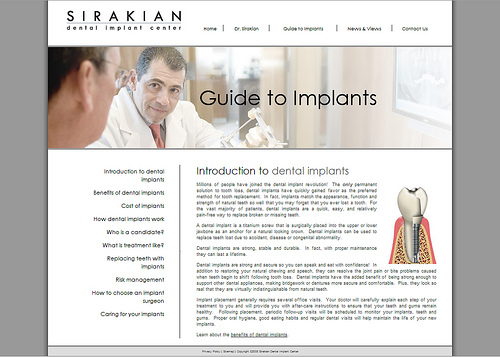 SIRAKIAN
dental implant center
Home | Dr. Sirakian | Guide to Implants | News & Views | Contact Us
Guide to Implants
Introduction to dental
implants
Benefits of dental implants
Cost of implants
How dental implants work
Who is a candidate?
What is treatment like?
Replacing teeth with
implants
Risk management
How to choose an implant
surgeon
Caring for your implants
Introduction to dental implants
Millions of people have joined the dental implant revolution! The only permanent
solution to tooth loss, dental implants have quickly gained favor as the preferred
method for tooth replacement. In fact, implants match the appearance, function and
strength of natural teeth so well that you may forget that you ever lost a tooth. For
the vast majority of patients, dental implants are a quick, easy, and relatively
pain-free way to replace broken or missing teeth.
A dental implant is a titanium screw that is surgically placed into the upper or lower
jawbone as an anchor for a natural looking crown. Dental implants can be used to
replace teeth lost due to accident, disease or congenital abnormality.
Dental implants are strong, stable and durable. In fact, with proper maintenance
they can last a lifetime.
Dental implants are strong and secure so you can speak and eat with confidence! In
addition to restoring your natural chewing and speech, they can resolve the joint pain or bite problems caused
when teeth begin to shift following tooth loss. Dental implants have the added benefit of being strong enough to
support other dental appliances, making bridgework or dentures more secure and comfortable. Plus, they look so
real that they are virtually indistinguishable from natural teeth.
Implant placement generally requires several office visits. Your doctor will carefully explain each step of your
treatment to you and will provide you with after-care instructions to ensure that your teeth and gums remain
healthy. Following placement, periodic follow-up visits will be scheduled to monitor your implants, teeth and
gums. Proper oral hygiene, good eating habits and regular dental visits will help maintain the life of your new
implants.
Learn about the benefits of dental implants.
Privacy Policy | Sitemap | Copyright ©2008 Sirakian Dental Implant Center